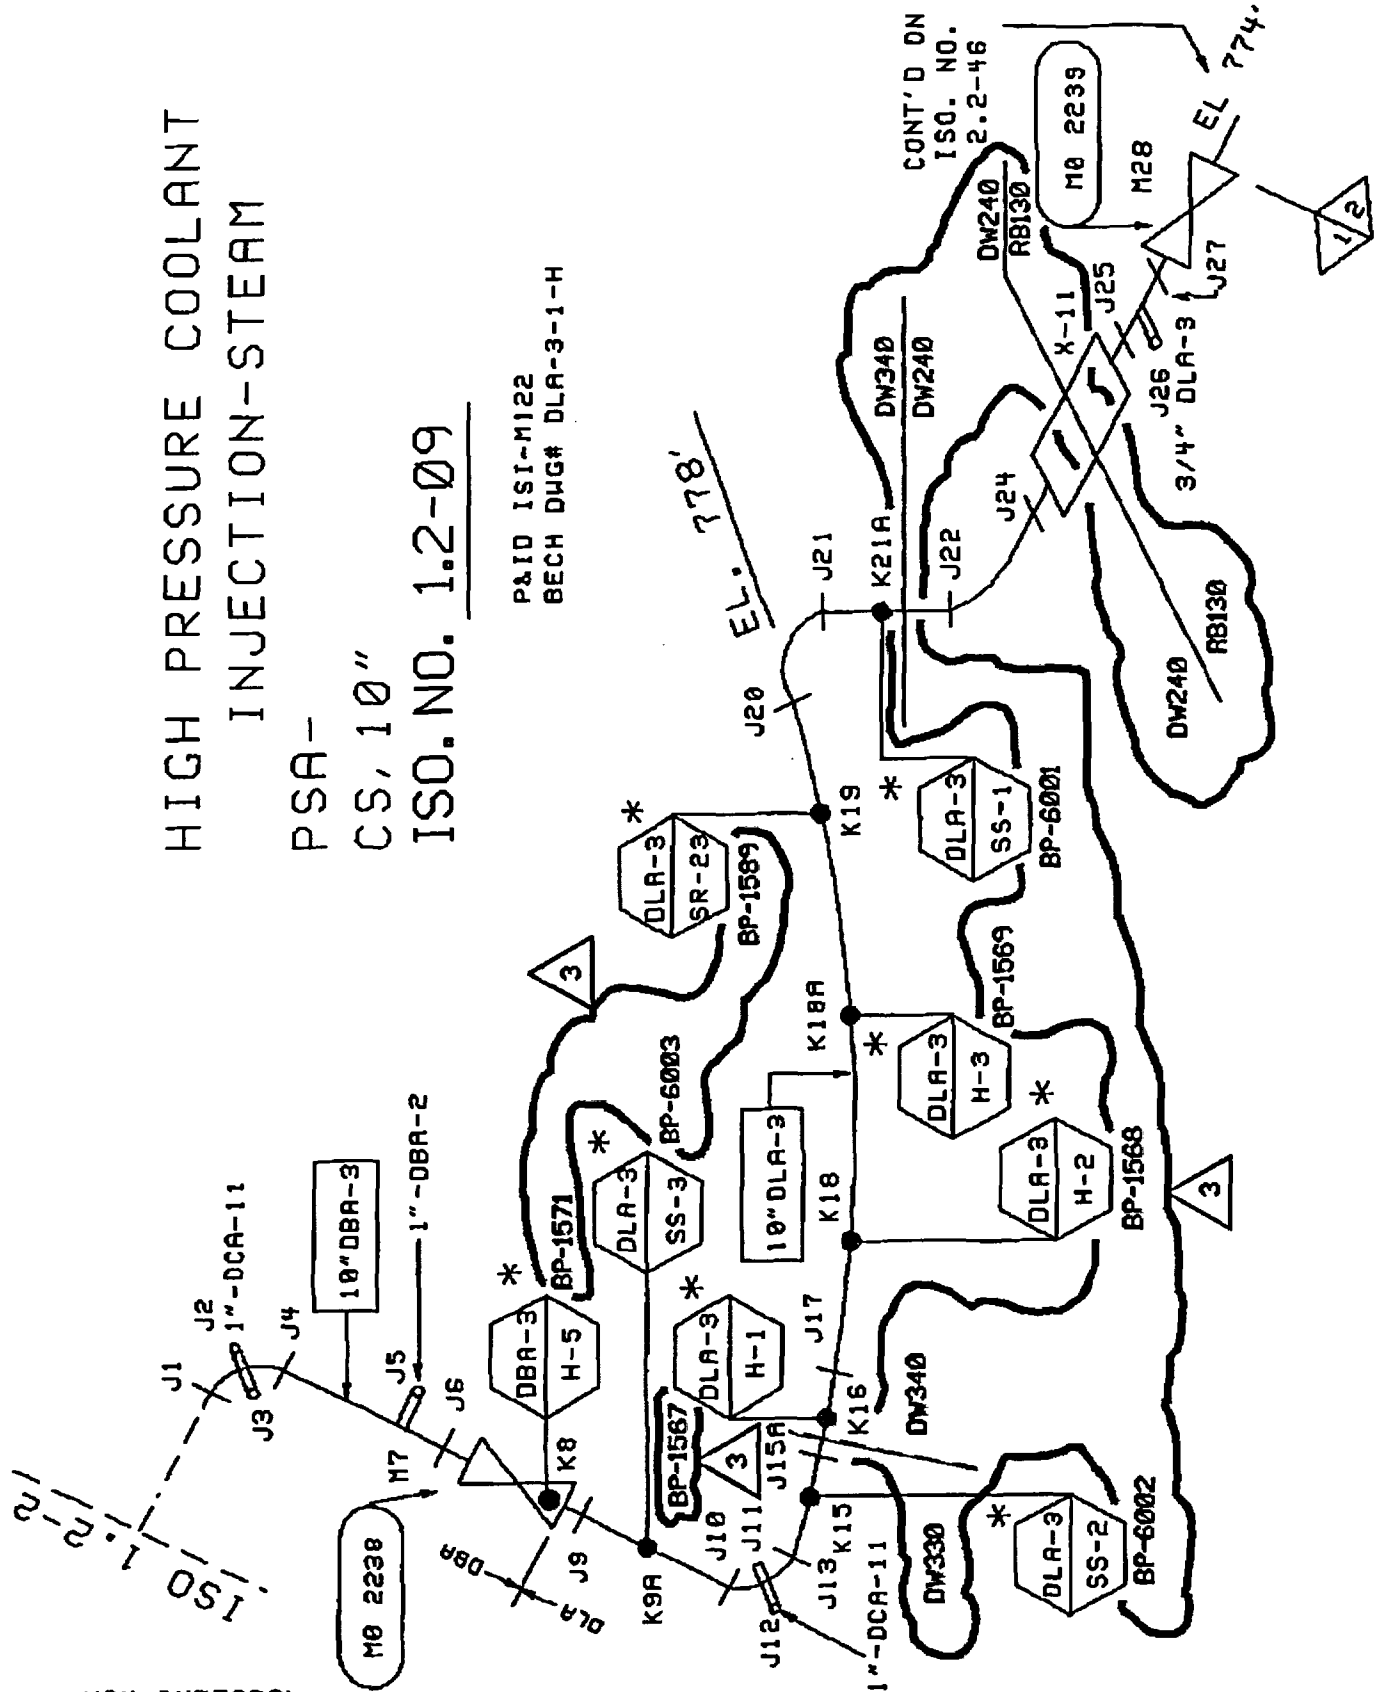 HIGH PRESSURE COOLANT
INJECTION-STEAM
PSA-
CS, 10"
ISO. NO. 1.2-09
P&ID ISI-M122
BECH DWG# DLA-3-1-H
ISO 1.2-2
J1
J2
1"-DCA-11
J3
J4
10"DBA-3
J5
1"-DBA-2
J6
M7
MO 2238
K8
DBA-3
H-5
*
BP-1571
DBA
DLA
J9
K9A
DLA-3
SS-3
*
BP-6003
3
DLA-3
SR-23
*
BP-1589
J10
J11
J12
1"-DCA-11
J13
BP-1567
3
DLA-3
H-1
*
J15A
K15
K16
J17
DW340
DW330
DLA-3
SS-2
*
BP-6002
K18
10"DLA-3
DLA-3
H-2
*
BP-1568
3
K18A
DLA-3
H-3
*
BP-1569
K19
J20
EL. 778'
J21
K21A
DLA-3
SS-1
*
BP-6001
DW340
DW240
J22
J24
X-11
DW240
RB130
DW240
RB130
J25
J26
3/4" DLA-3
J27
M28
MO 2239
CONT'D ON
ISO. NO.
2.2-46
EL 774'
1
2